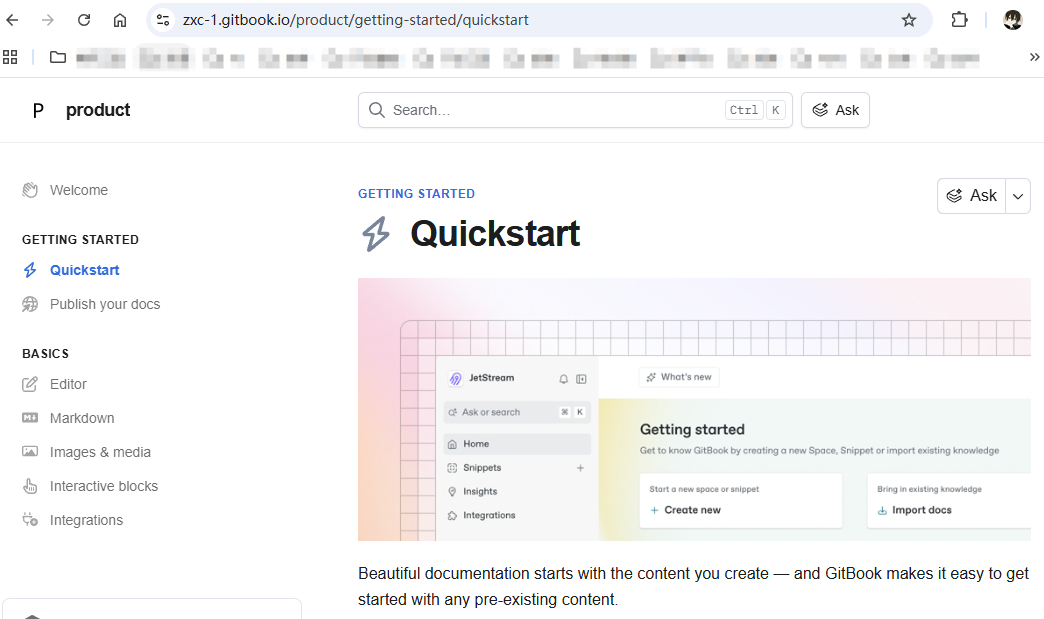 zxc-1.gitbook.io/product/getting-started/quickstart
P product
Search... Ctrl K
Ask
Welcome
GETTING STARTED
Quickstart
Publish your docs
BASICS
Editor
Markdown
Images & media
Interactive blocks
Integrations
GETTING STARTED
Ask
Quickstart
JetStream
Ask or search ⌘ K
Home
Snippets +
Insights
Integrations
What's new
Getting started
Get to know GitBook by creating a new Space, Snippet or import existing knowledge
Start a new space or snippet
+ Create new
Bring in existing knowledge
Import docs
Beautiful documentation starts with the content you create — and GitBook makes it easy to get
started with any pre-existing content.